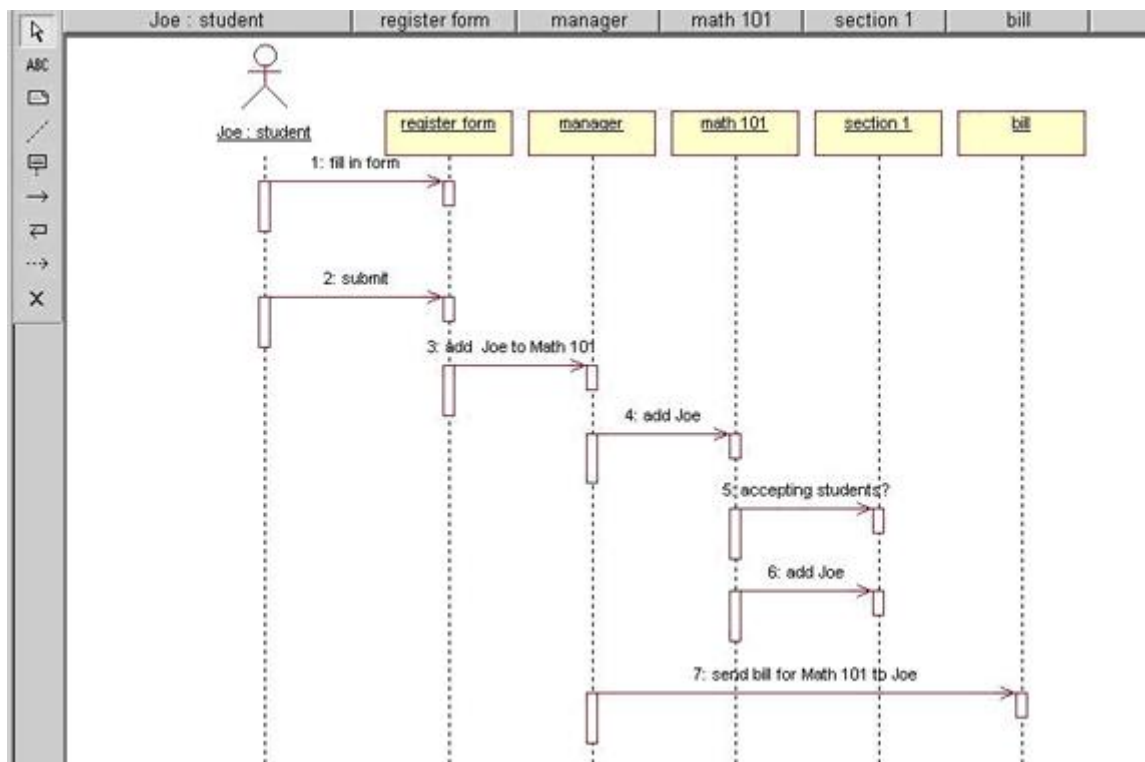 Joe : student register form manager math 101 section 1 bill
ABC
Joe : student register form manager math 101 section 1 bill
1: fill in form
2: submit
3: add Joe to Math 101
4: add Joe
5: accepting students?
6: add Joe
7: send bill for Math 101 to Joe